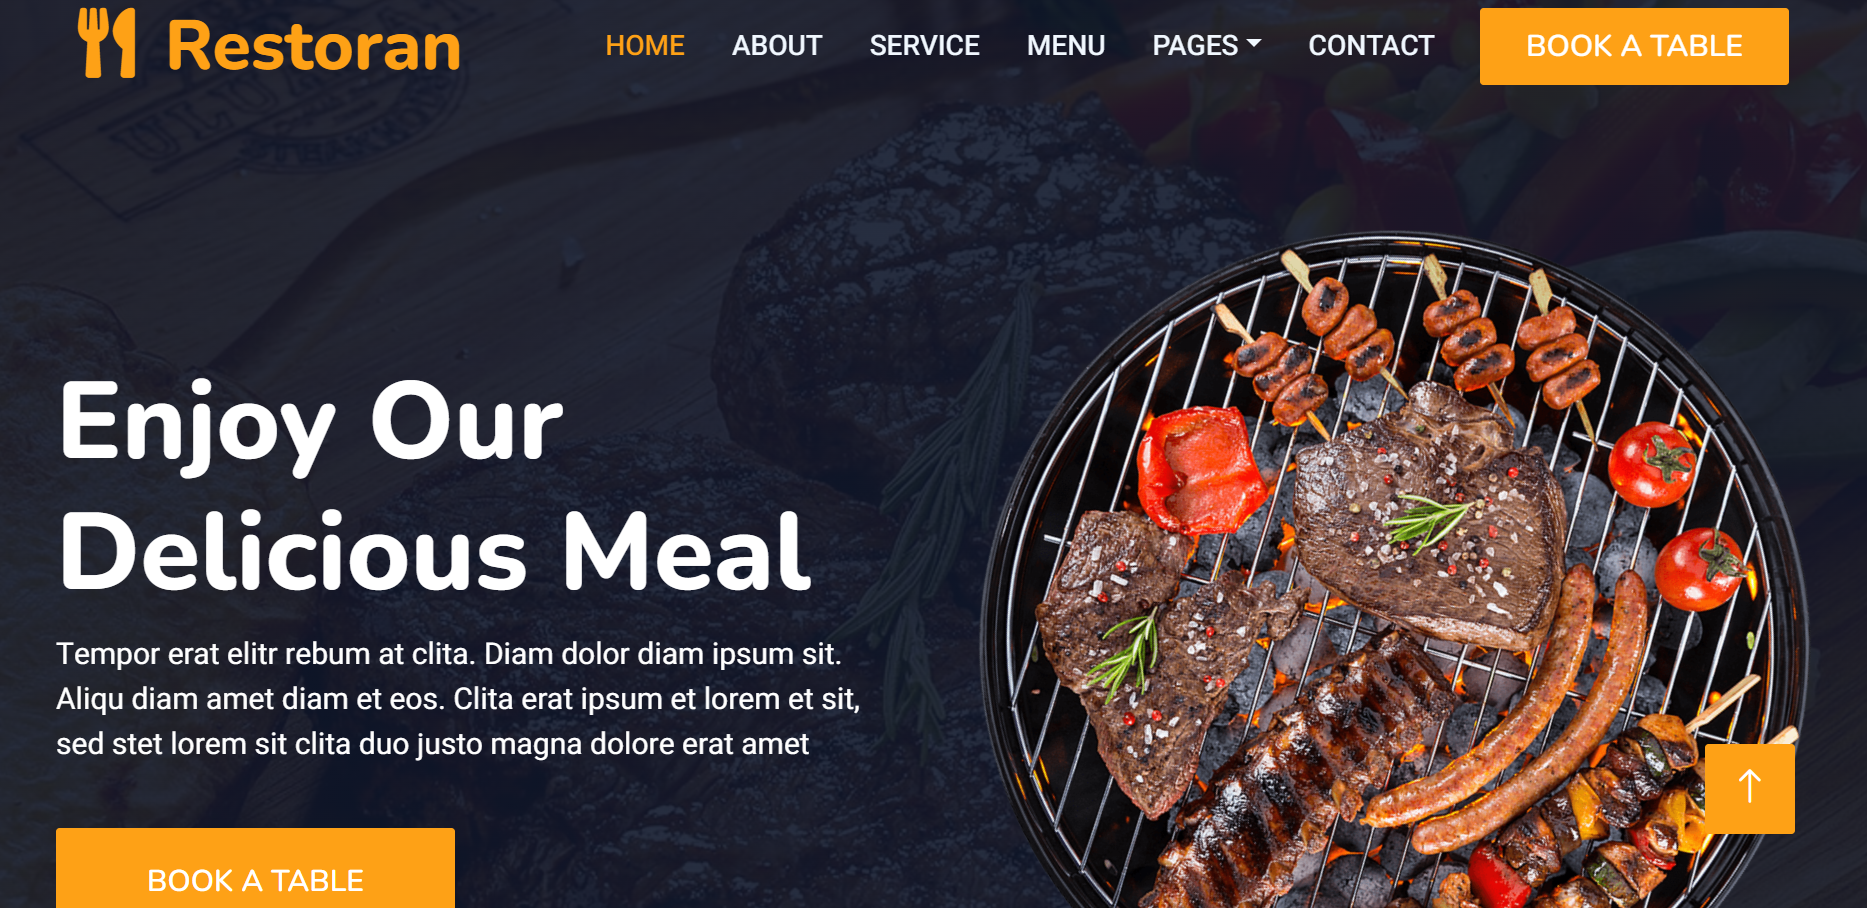 Restoran
HOME ABOUT SERVICE MENU PAGES CONTACT BOOK A TABLE
Enjoy Our
Delicious Meal
Tempor erat elitr rebum at clita. Diam dolor diam ipsum sit.
Aliqu diam amet diam et eos. Clita erat ipsum et lorem et sit,
sed stet lorem sit clita duo justo magna dolore erat amet
BOOK A TABLE